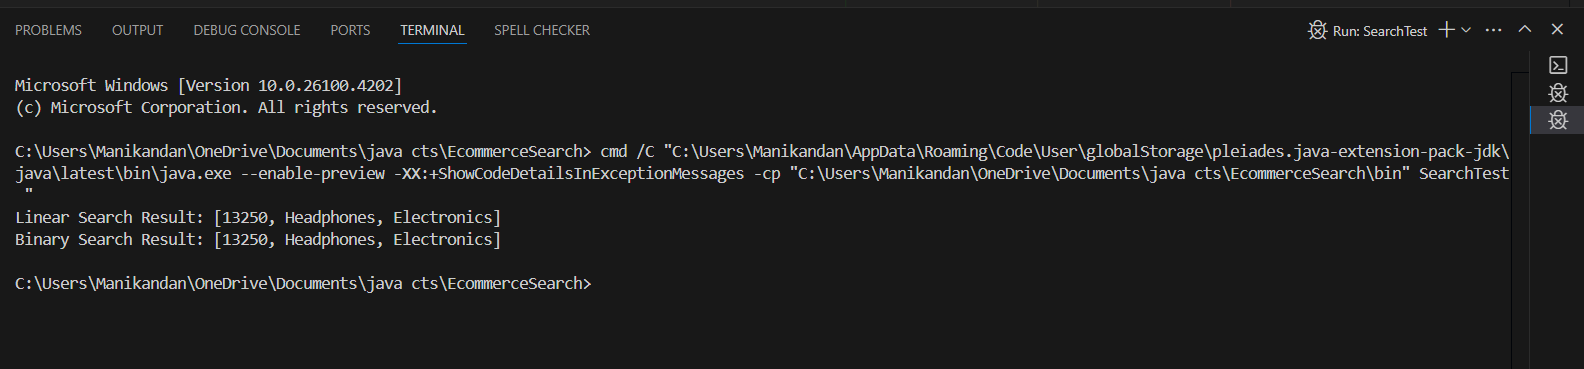 PROBLEMS OUTPUT DEBUG CONSOLE PORTS TERMINAL SPELL CHECKER Run: SearchTest
Microsoft Windows [Version 10.0.26100.4202]
(c) Microsoft Corporation. All rights reserved.
C:\Users\Manikandan\OneDrive\Documents\java cts\EcommerceSearch> cmd /C "C:\Users\Manikandan\AppData\Roaming\Code\User\globalStorage\pleiades.java-extension-pack-jdk\
java\latest\bin\java.exe --enable-preview -XX:+ShowCodeDetailsInExceptionMessages -cp "C:\Users\Manikandan\OneDrive\Documents\java cts\EcommerceSearch\bin" SearchTest
"
Linear Search Result: [13250, Headphones, Electronics]
Binary Search Result: [13250, Headphones, Electronics]
C:\Users\Manikandan\OneDrive\Documents\java cts\EcommerceSearch>